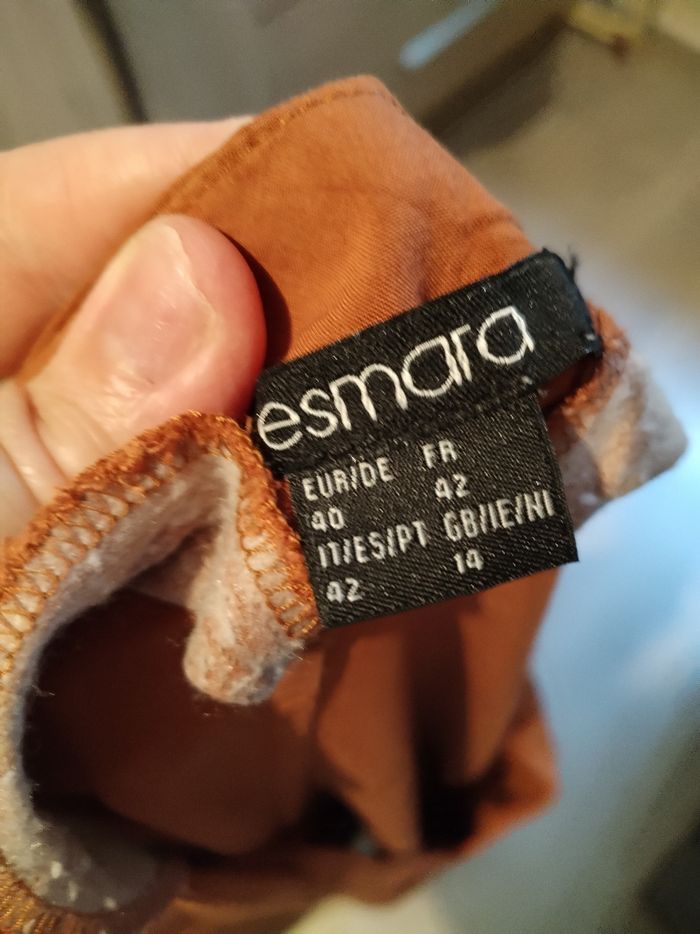 esmara
EUR/DE FR
40 42
IT/ES/PT GB/IE/NI
42 14